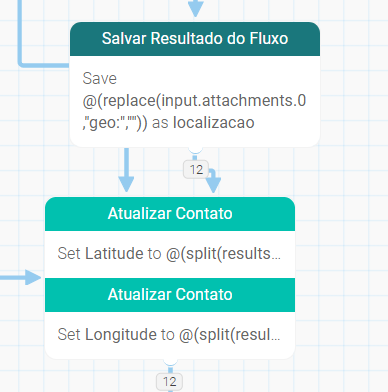 Salvar Resultado do Fluxo
Save
@(replace(input.attachments.0
,"geo:","")) as localizacao
12
Atualizar Contato
Set Latitude to @(split(results...
Atualizar Contato
Set Longitude to @(split(resul...
12